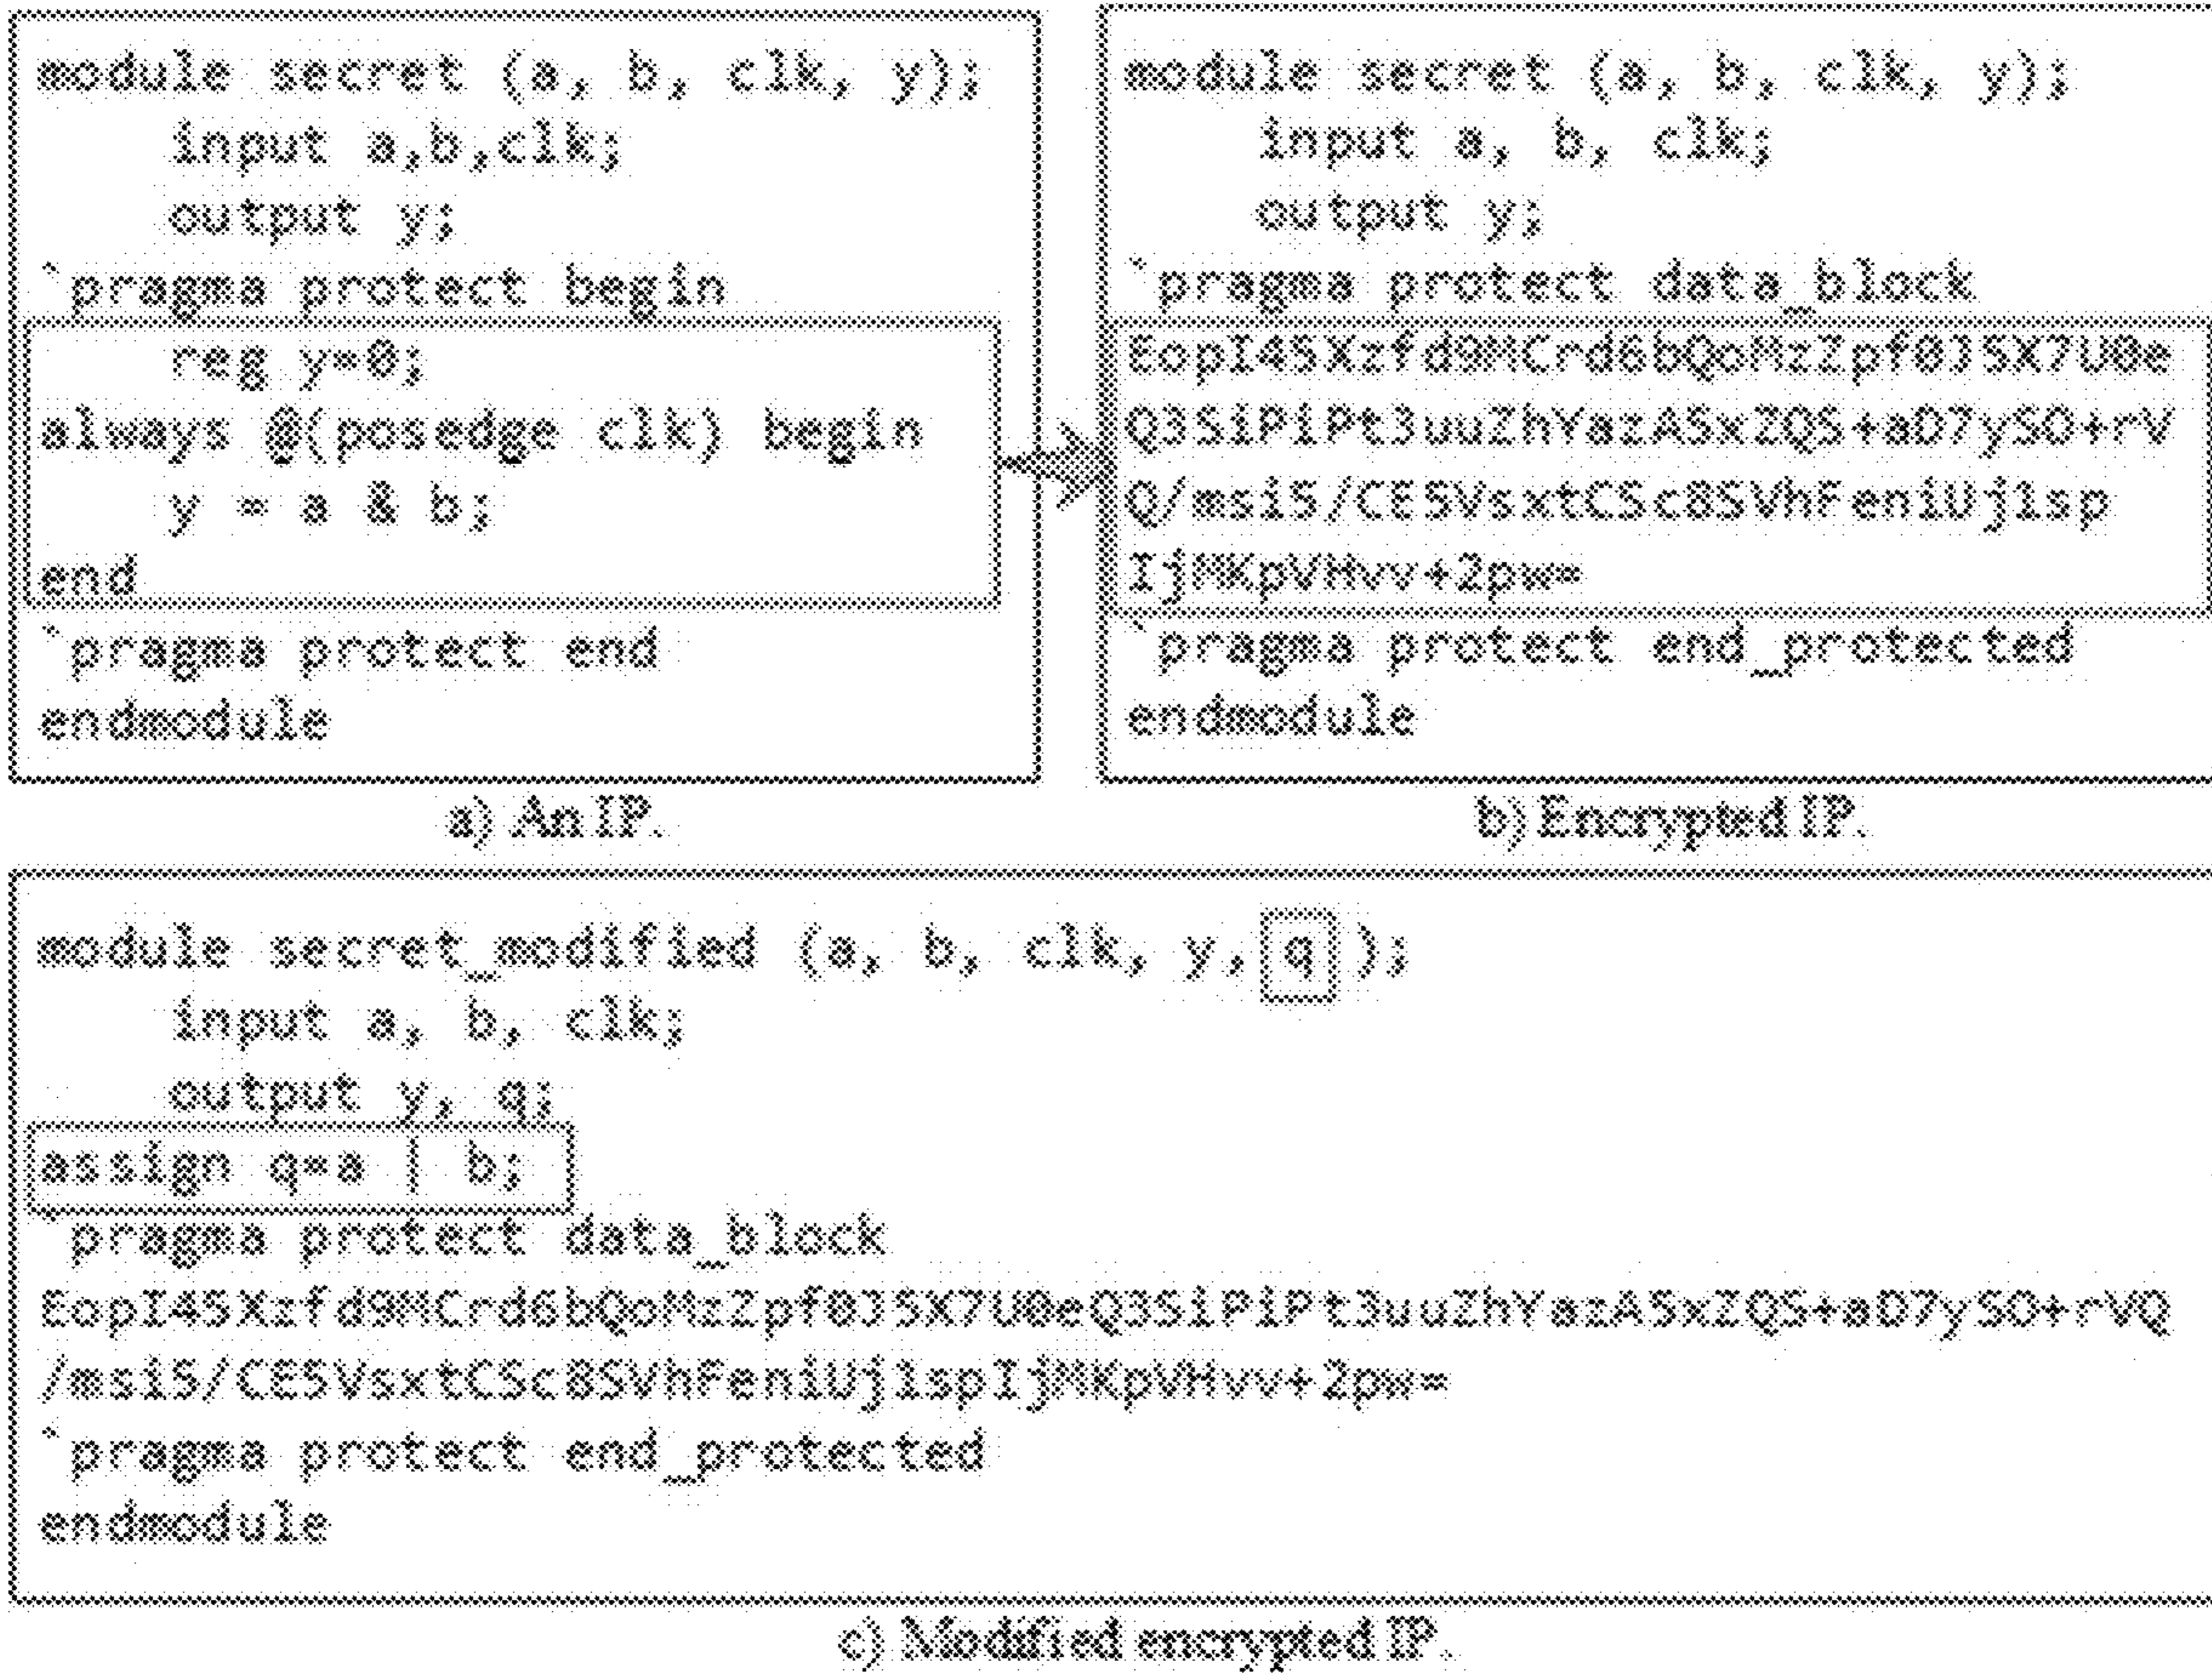 module secret (a, b, clk, y);
    input a,b,clk;
    output y;
`pragma protect begin
    reg y=0;
always @(posedge clk) begin
    y = a & b;
end
`pragma protect end
endmodule
a) An IP.
module secret (a, b, clk, y);
    input a, b, clk;
    output y;
`pragma protect data_block
EopI45Xzfd9MCrd6bQoMzZpf0J5X7U0e
Q3SiPiPt3uuZhYazASxZQS+aD7ySO+rV
Q/msi5/CE5VsxtCSc8SVhFeniUj1sp
IjMKpVHvv+2pw=
`pragma protect end_protected
endmodule
b) Encrypted IP.
module secret_modified (a, b, clk, y, q );
    input a, b, clk;
    output y, q;
assign q=a | b;
`pragma protect data_block
EopI45Xzfd9MCrd6bQoMzZpf0J5X7U0eQ3SiPiPt3uuZhYazASxZQS+aD7ySO+rVQ
/msi5/CE5VsxtCSc8SVhFeniUj1spIjMKpVHvv+2pw=
`pragma protect end_protected
endmodule
c) Modified encrypted IP.